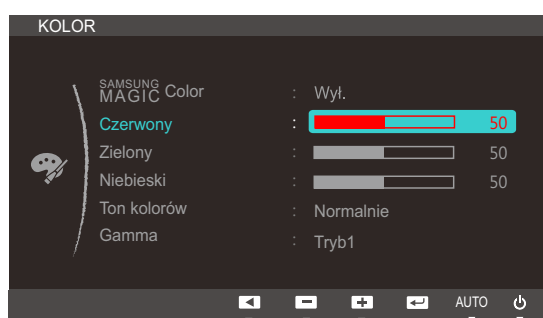 KOLOR
SAMSUNG MAGIC Color : Wył.
Czerwony : 50
Zielony : 50
Niebieski : 50
Ton kolorów : Normalnie
Gamma : Tryb1
AUTO